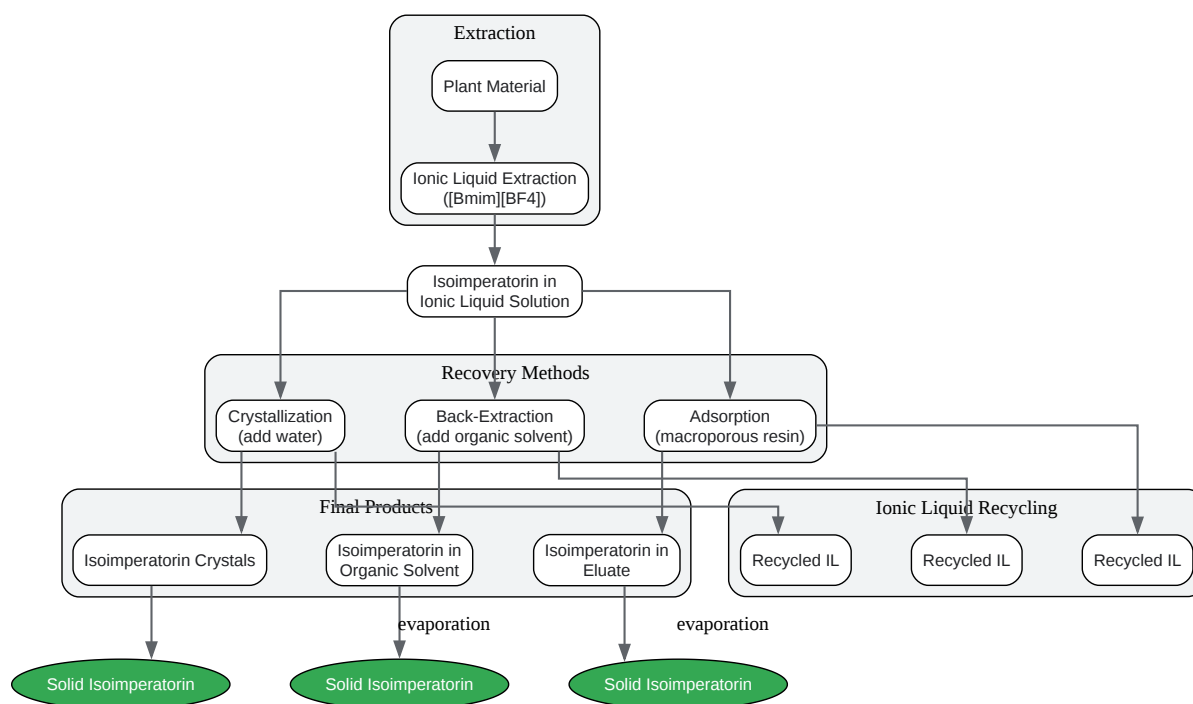 Extraction
Plant Material
Ionic Liquid Extraction
([Bmim][BF4])
Isoimperatorin in
Ionic Liquid Solution
Recovery Methods
Crystallization
(add water)
Back-Extraction
(add organic solvent)
Adsorption
(macroporous resin)
Final Products
Ionic Liquid Recycling
Isoimperatorin Crystals
Isoimperatorin in
Organic Solvent
Isoimperatorin in
Eluate
Recycled IL
Recycled IL
Recycled IL
evaporation
evaporation
Solid Isoimperatorin
Solid Isoimperatorin
Solid Isoimperatorin